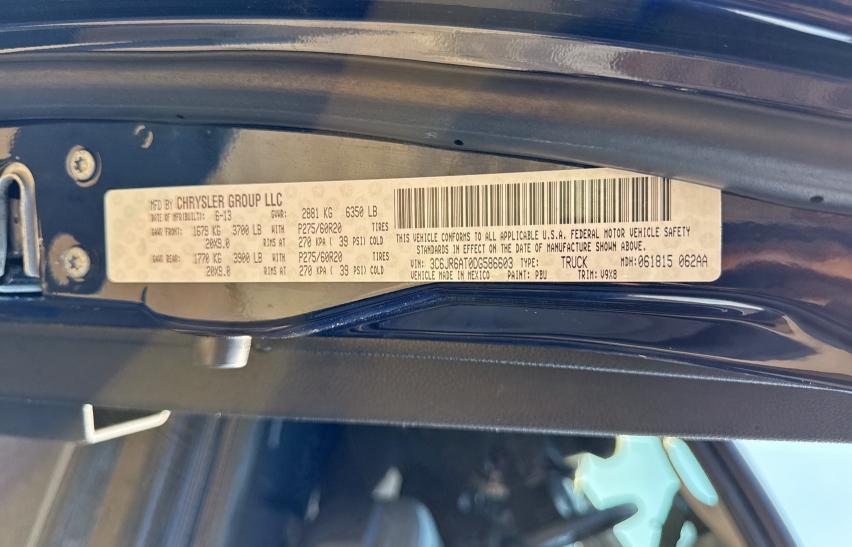 MFD BY CHRYSLER GROUP LLC
DATE OF MFR(BUILT): 6-13 GVWR: 2881 KG 6350 LB
GAWR FRONT: 1679 KG 3700 LB WITH P275/60R20 TIRES
20X9.0 RIMS AT 270 KPA ( 39 PSI) COLD
GAWR REAR: 1770 KG 3900 LB WITH P275/60R20 TIRES
20X9.0 RIMS AT 270 KPA ( 39 PSI) COLD
THIS VEHICLE CONFORMS TO ALL APPLICABLE U.S.A. FEDERAL MOTOR VEHICLE SAFETY
STANDARDS IN EFFECT ON THE DATE OF MANUFACTURE SHOWN ABOVE.
VIN: 3C6JR6AT0DG586603 TYPE: TRUCK MDH: 061815 062AA
VEHICLE MADE IN MEXICO PAINT: PBU TRIM: V9X8